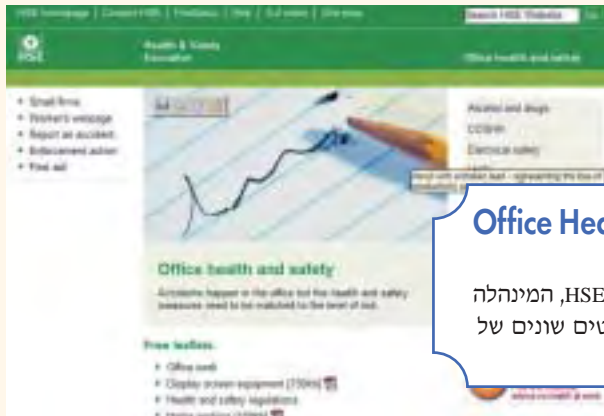 HSE homepage | Contact HSE | Feedback | Help | Full index | Site map
Search HSE Website
HSE
Health & Safety
Executive
Office health and safety
Small firms
Worker's webpage
Report an accident
Enforcement action
First aid
Alcohol and drugs
COSHH
Electrical safety
Office health and safety
Accidents happen in the office but the health and safety
measures need to be matched to the level of risk.
Free leaflets
Office work
Display screen equipment
Health and safety regulations
Home working
Office Hea
HSE, המינהלה
טים שונים של